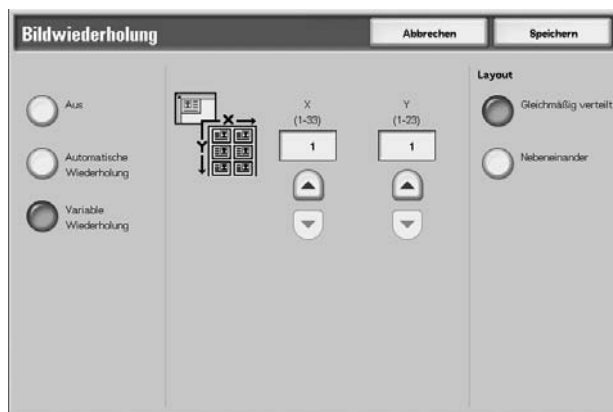 Bildwiederholung
Abbrechen
Speichern
Aus
Automatische
Wiederholung
Variable
Wiederholung
X
Y
X
(1-33)
1
Y
(1-23)
1
Layout
Gleichmäßig verteilt
Nebeneinander